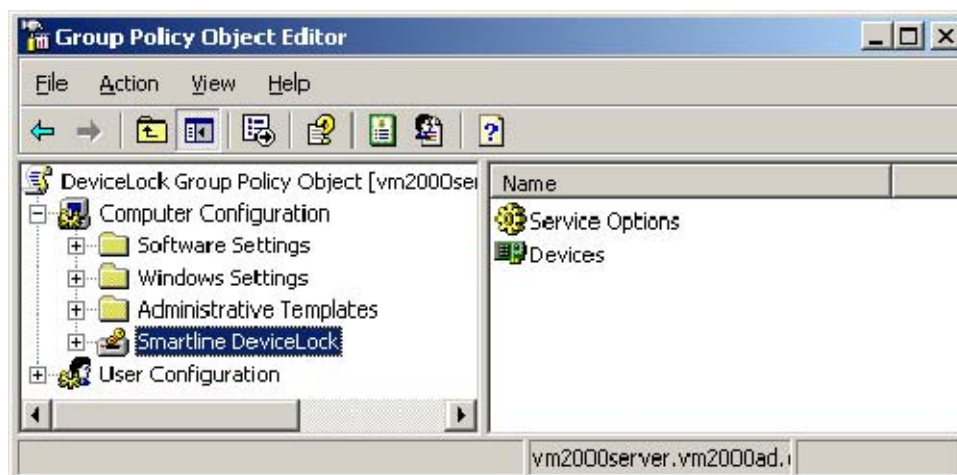 Group Policy Object Editor
File Action View Help
DeviceLock Group Policy Object [vm2000ser
Computer Configuration
Software Settings
Windows Settings
Administrative Templates
Smartline DeviceLock
User Configuration
Name
Service Options
Devices
vm2000server.vm2000ad.